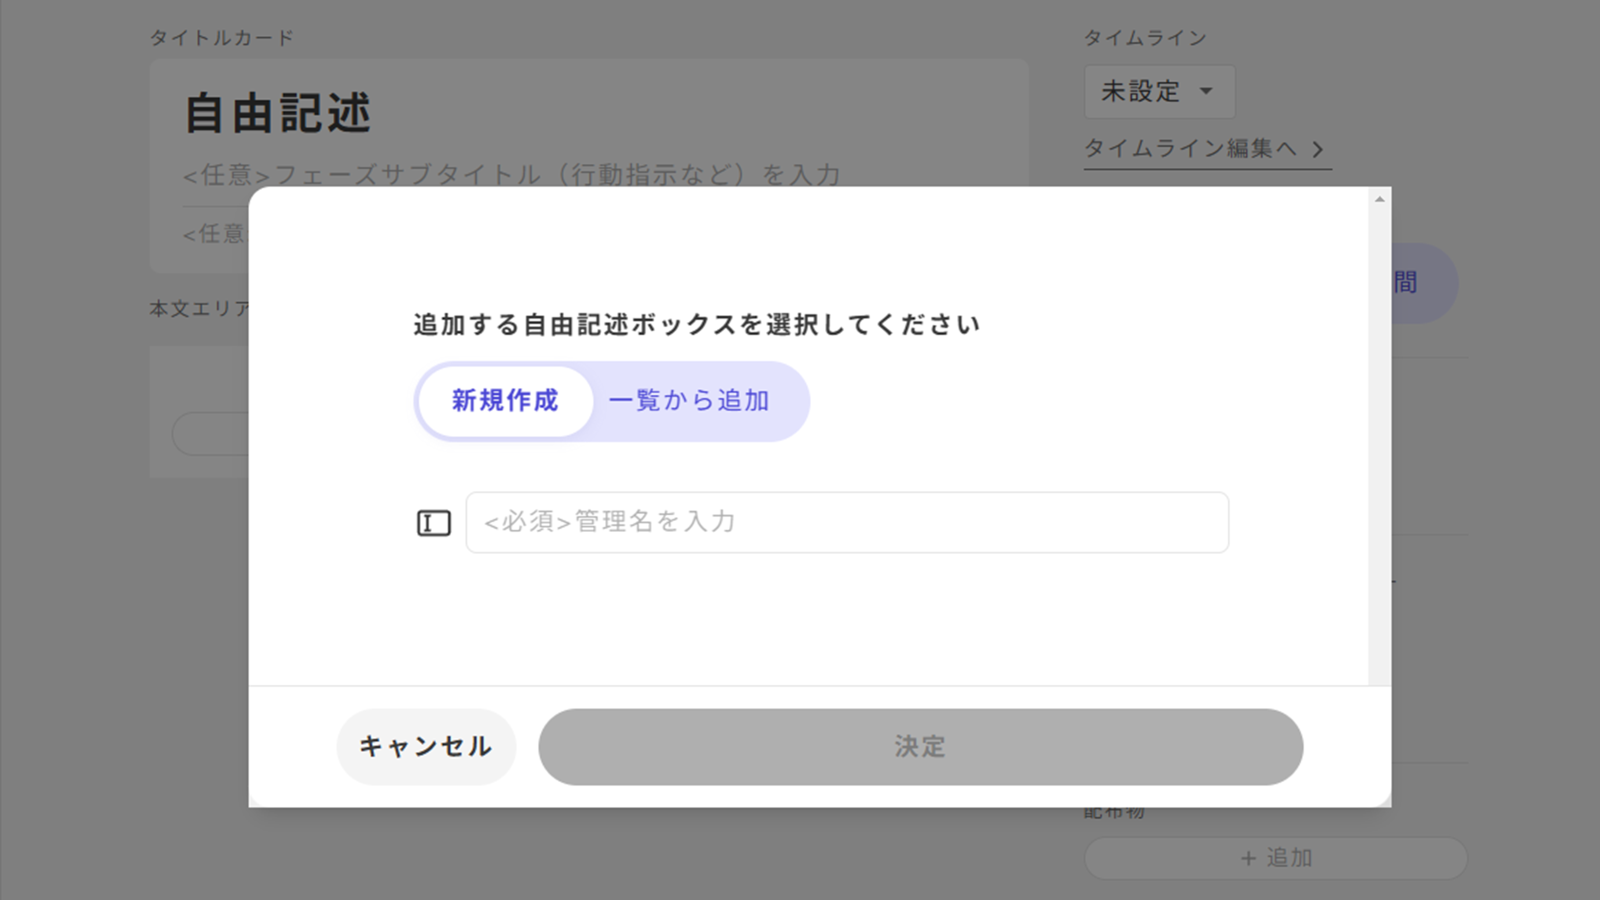 タイトルカード
自由記述
<任意>フェーズサブタイトル（行動指示など）を入力
<任意
本文エリア
タイムライン
未設定
タイムライン編集へ
間
追加する自由記述ボックスを選択してください
新規作成
一覧から追加
<必須>管理名を入力
キャンセル
決定
配布物
+ 追加